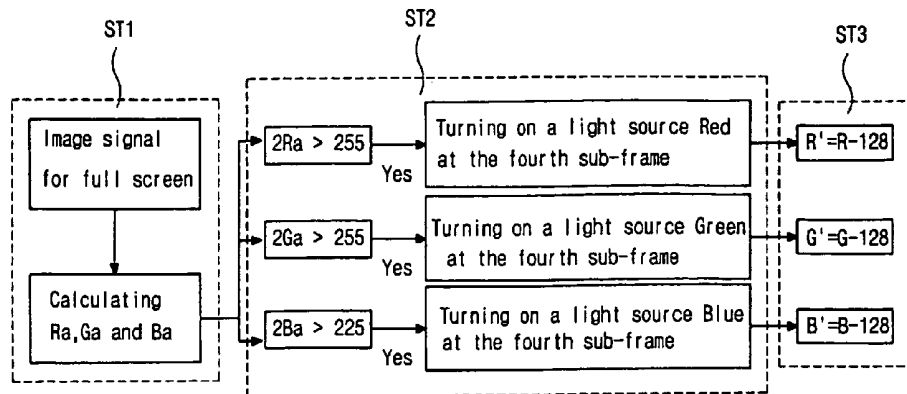 ST1
ST2
ST3
Image signal
for full screen
Calculating
Ra,Ga and Ba
2Ra > 255
Yes
Turning on a light source Red
at the fourth sub-frame
R'=R-128
2Ga > 255
Yes
Turning on a light source Green
at the fourth sub-frame
G'=G-128
2Ba > 225
Yes
Turning on a light source Blue
at the fourth sub-frame
B'=B-128